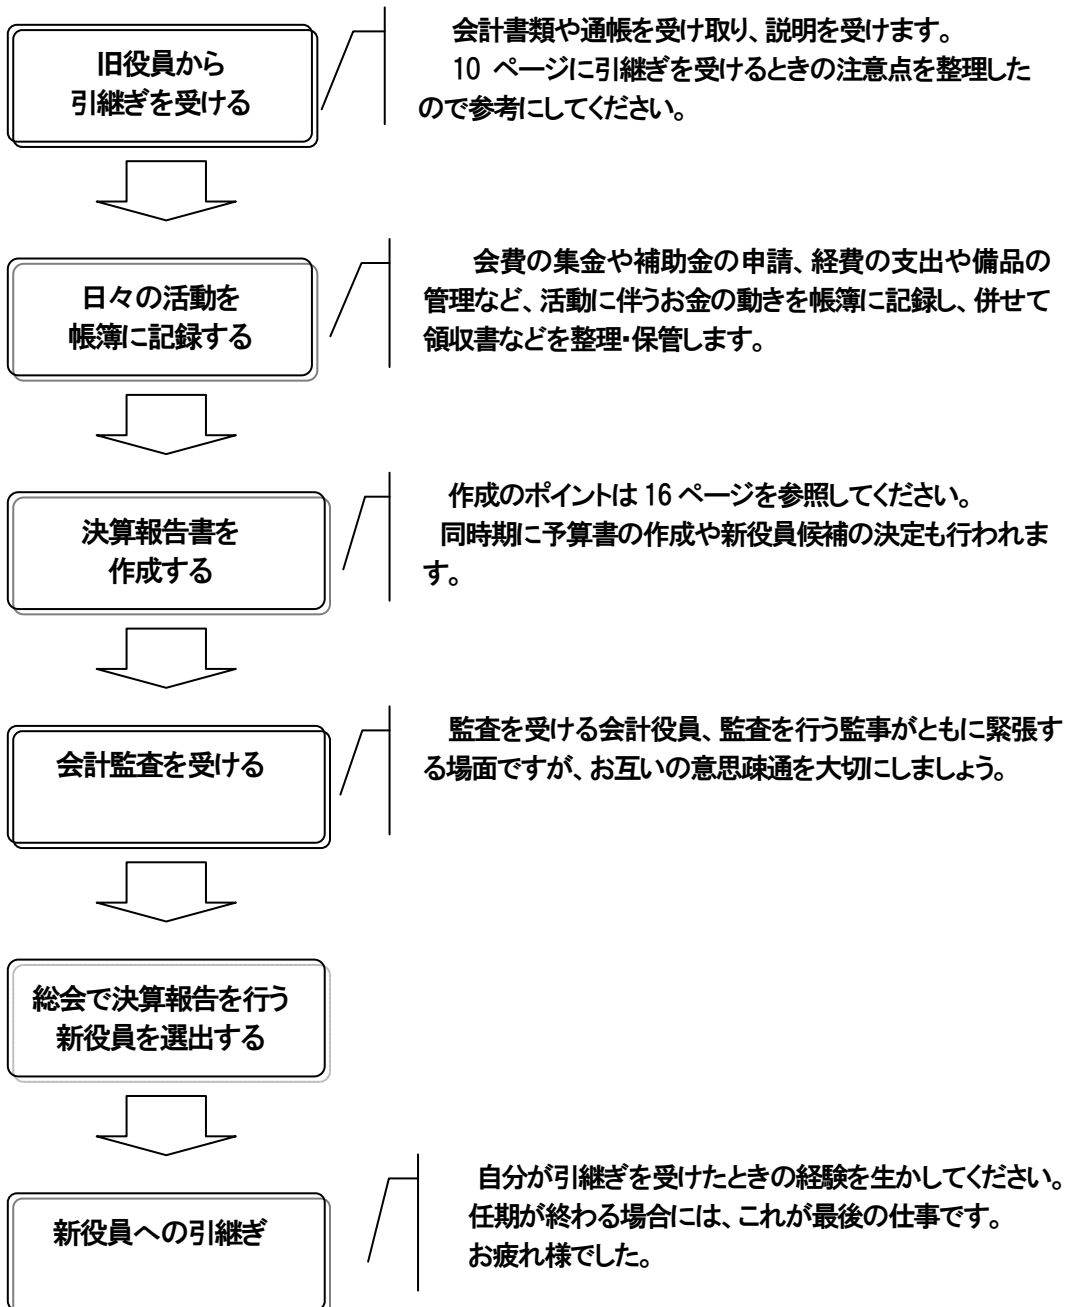 旧役員から
引継ぎを受ける
会計書類や通帳を受け取り、説明を受けます。
10 ページに引継ぎを受けるときの注意点を整理した
ので参考にしてください。
日々の活動を
帳簿に記録する
会費の集金や補助金の申請、経費の支出や備品の
管理など、活動に伴うお金の動きを帳簿に記録し、併せて
領収書などを整理・保管します。
決算報告書を
作成する
作成のポイントは 16 ページを参照してください。
同時期に予算書の作成や新役員候補の決定も行われま
す。
会計監査を受ける
監査を受ける会計役員、監査を行う監事がともに緊張す
る場面ですが、お互いの意思疎通を大切にしましょう。
総会で決算報告を行う
新役員を選出する
新役員への引継ぎ
自分が引継ぎを受けたときの経験を生かしてください。
任期が終わる場合には、これが最後の仕事です。
お疲れ様でした。